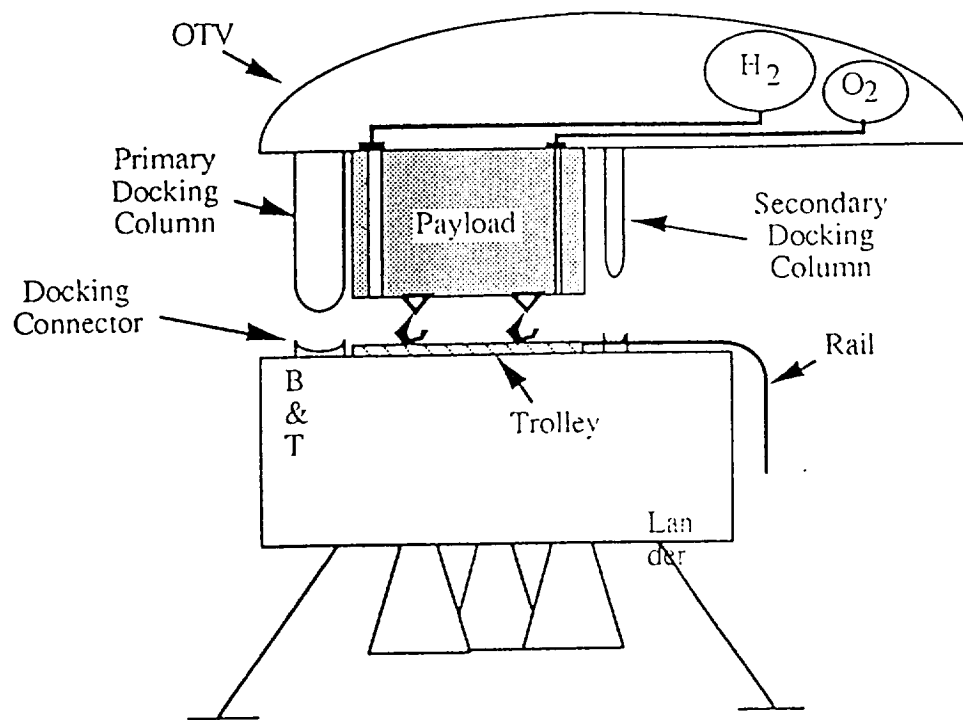 OTV
H2
O2
Primary
Docking
Column
Payload
Secondary
Docking
Column
Docking
Connector
Rail
B
&
T
Trolley
Lan
der